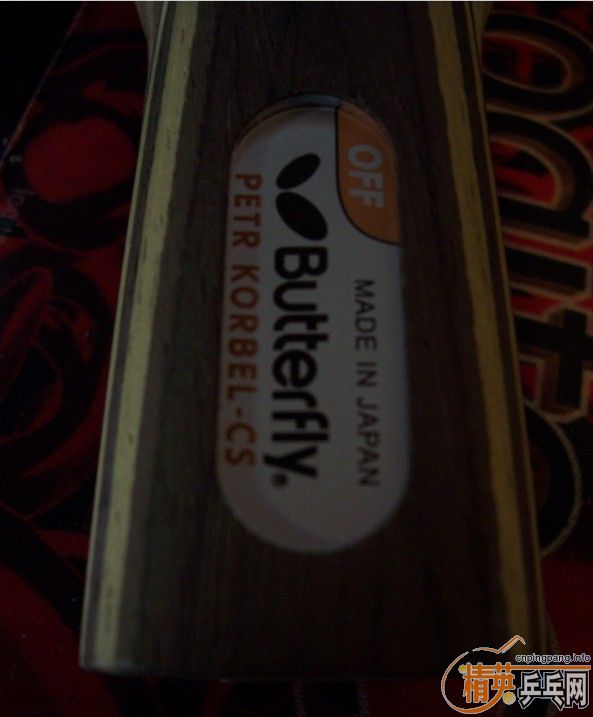 OFF
Butterfly®
PETR KORBEL-CS
MADE IN JAPAN
cnpingpang.info
精英乒乓网